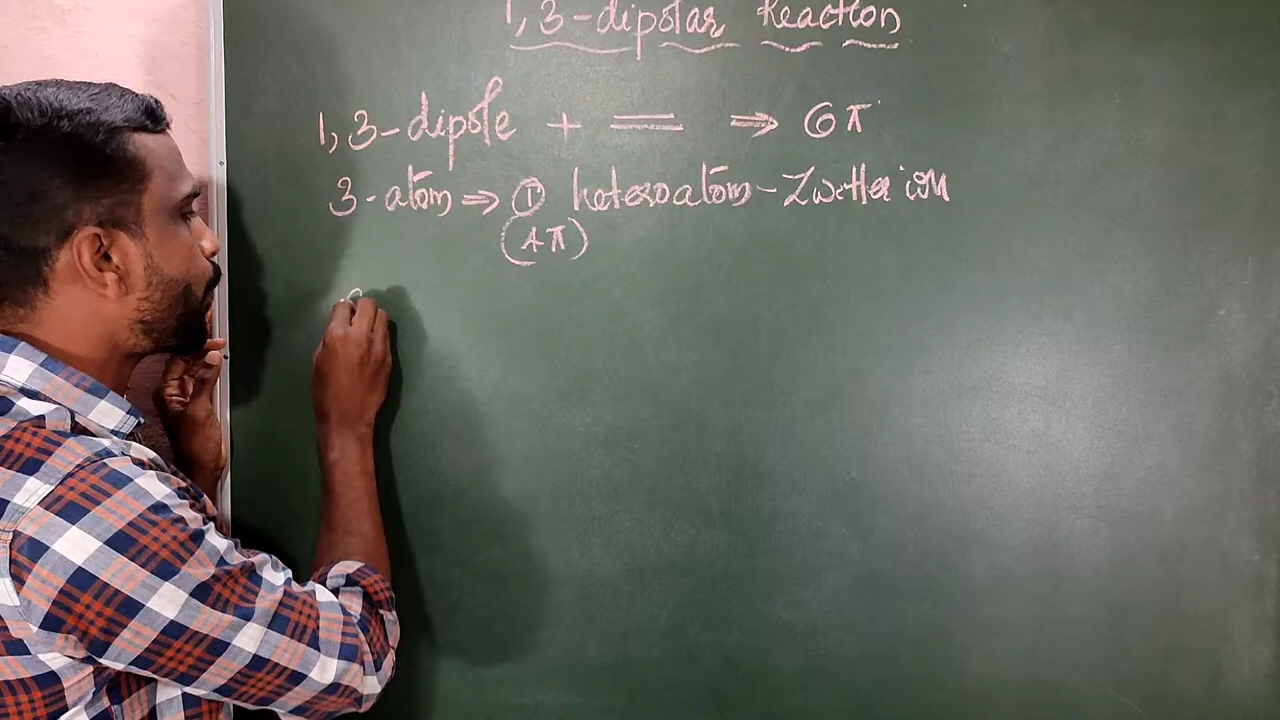 1,3-dipolar Reaction
1,3-dipole + = ⇒ 6π
3-atom ⇒ ① heteroatom - Zwitter ion
(4π)